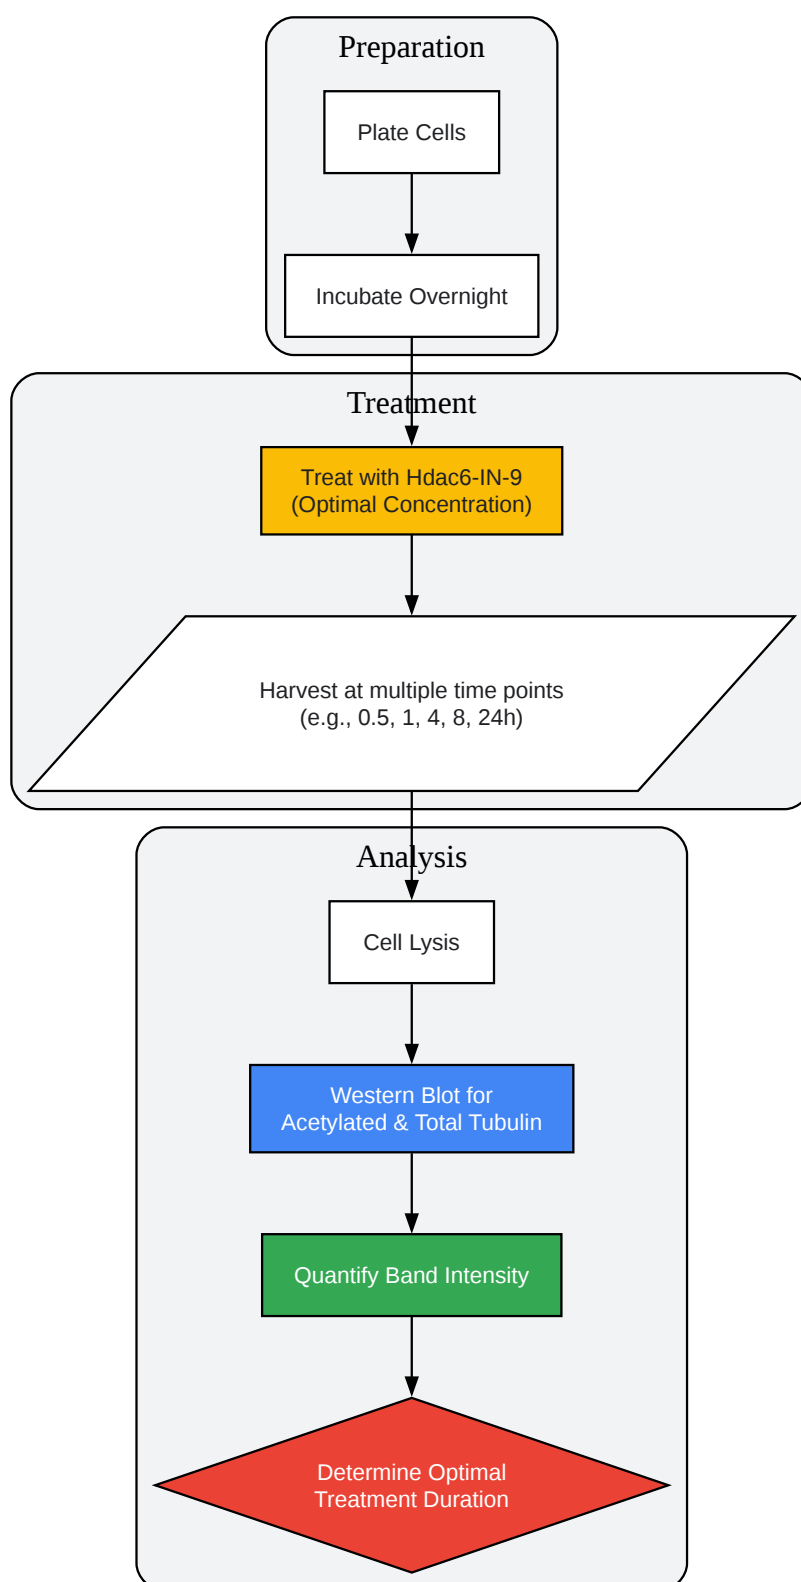 Preparation
Plate Cells
Incubate Overnight
Treatment
Treat with Hdac6-IN-9
(Optimal Concentration)
Harvest at multiple time points
(e.g., 0.5, 1, 4, 8, 24h)
Analysis
Cell Lysis
Western Blot for
Acetylated & Total Tubulin
Quantify Band Intensity
Determine Optimal
Treatment Duration